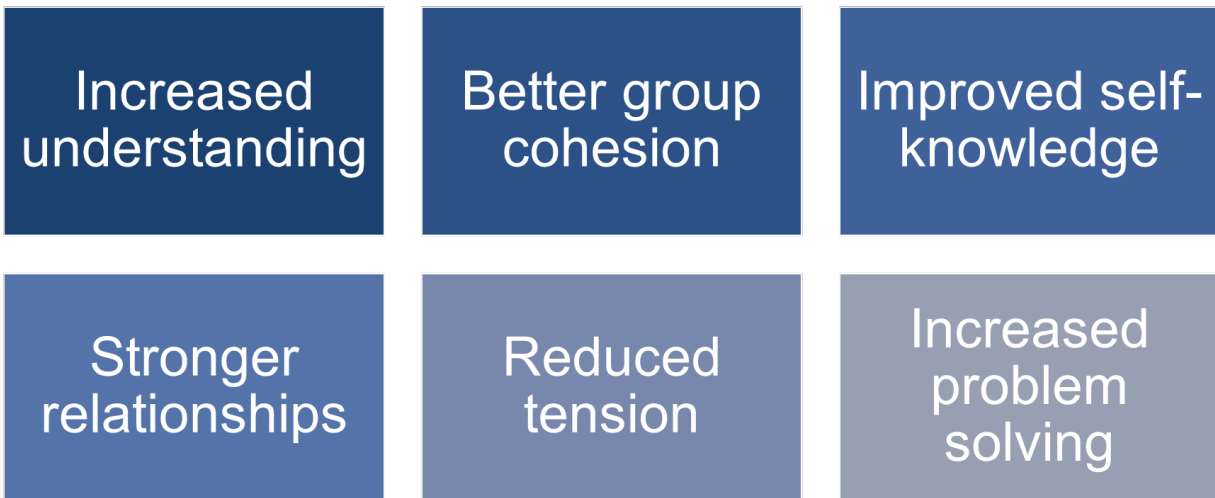 Increased
understanding
Better group
cohesion
Improved self-
knowledge
Stronger
relationships
Reduced
tension
Increased
problem
solving